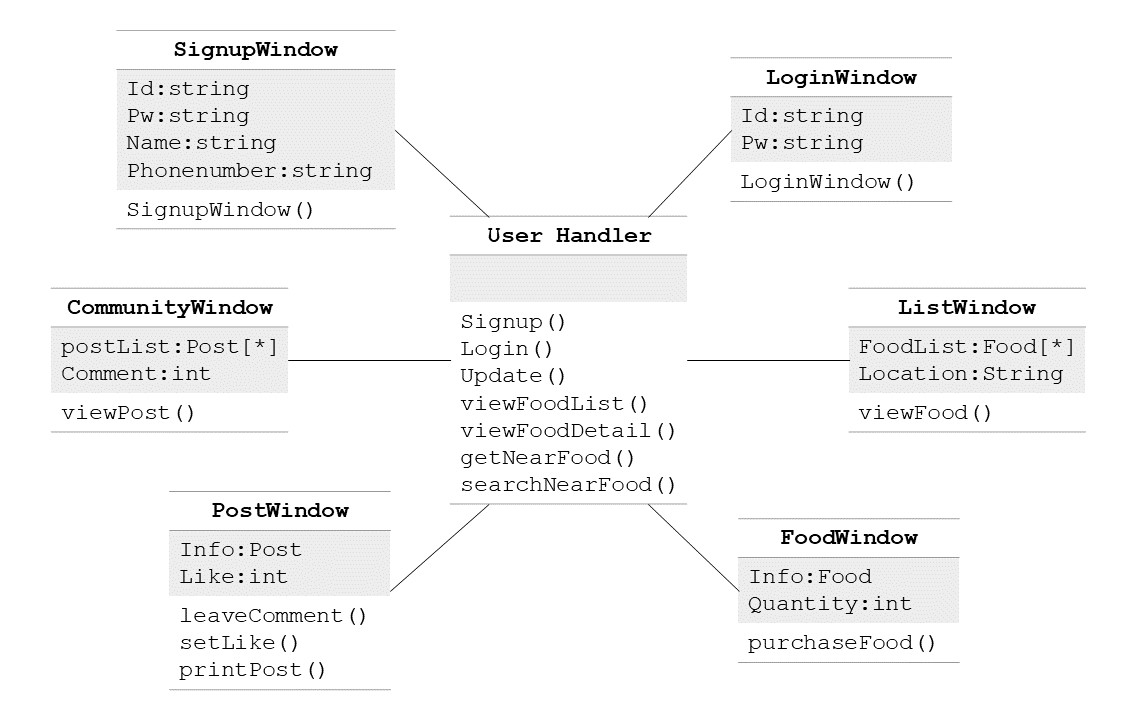 SignupWindow
Id:string
Pw:string
Name:string
Phonenumber:string
SignupWindow()
LoginWindow
Id:string
Pw:string
LoginWindow()
User Handler
Signup()
Login()
Update()
viewFoodList()
viewFoodDetail()
getNearFood()
searchNearFood()
CommunityWindow
postList:Post[*]
Comment:int
viewPost()
ListWindow
FoodList:Food[*]
Location:String
viewFood()
PostWindow
Info:Post
Like:int
leaveComment()
setLike()
printPost()
FoodWindow
Info:Food
Quantity:int
purchaseFood()